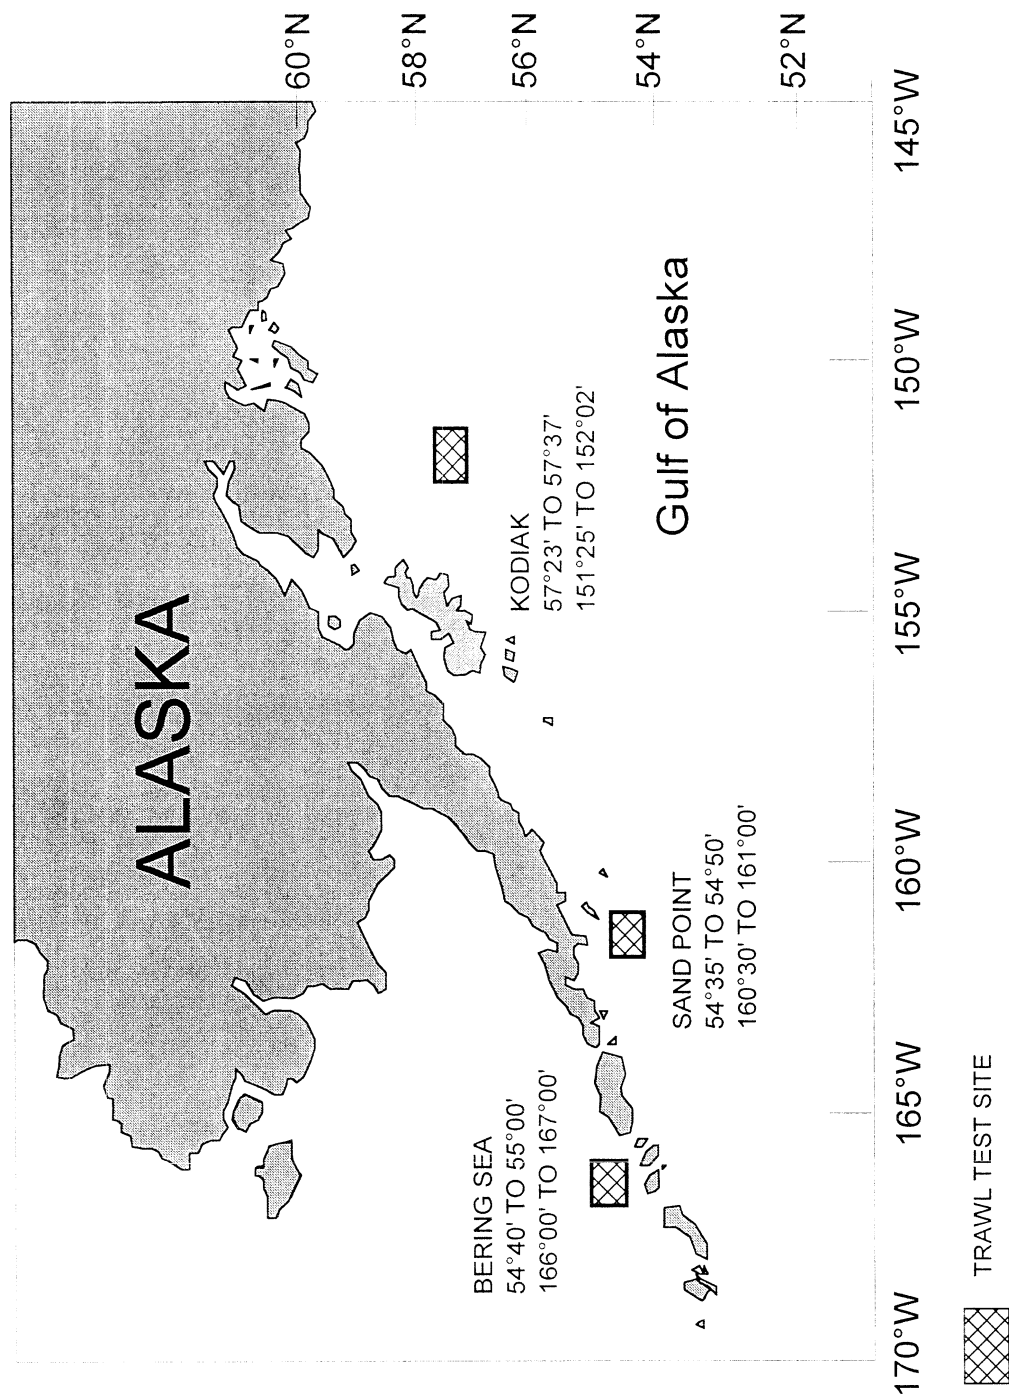 ALASKA
Gulf of Alaska
BERING SEA
54°40' TO 55°00'
166°00' TO 167°00'
SAND POINT
54°35' TO 54°50'
160°30' TO 161°00'
KODIAK
57°23' TO 57°37'
151°25' TO 152°02'
60°N
58°N
56°N
54°N
52°N
170°W
165°W
160°W
155°W
150°W
145°W
TRAWL TEST SITE